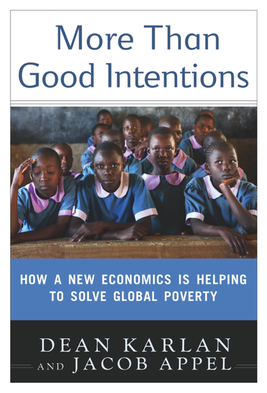 More Than
Good Intentions
HOW A NEW ECONOMICS IS HELPING
TO SOLVE GLOBAL POVERTY
DEAN KARLAN
AND JACOB APPEL